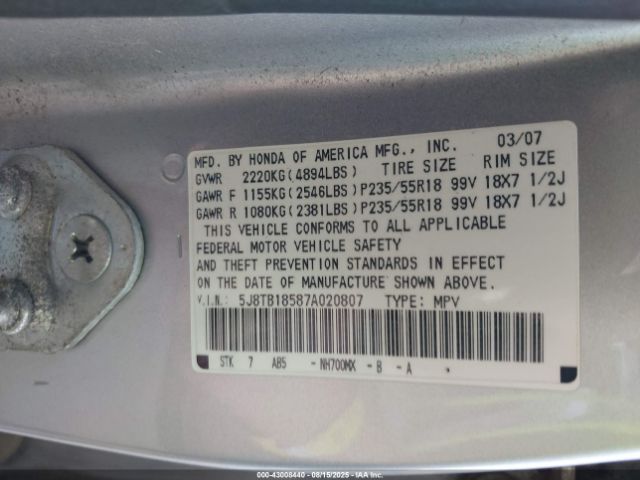 MFD. BY HONDA OF AMERICA MFG., INC. 03/07
GVWR 2220KG(4894LBS) TIRE SIZE RIM SIZE
GAWR F 1155KG(2546LBS)P235/55R18 99V 18X7 1/2J
GAWR R 1080KG(2381LBS)P235/55R18 99V 18X7 1/2J
THIS VEHICLE CONFORMS TO ALL APPLICABLE
FEDERAL MOTOR VEHICLE SAFETY
AND THEFT PREVENTION STANDARDS IN EFFECT
ON THE DATE OF MANUFACTURE SHOWN ABOVE.
V.I.N.: 5J8TB18587A020807 TYPE: MPV
STK 7 AB5 -NH700MX -B -A
000-43008440 - 08/15/2025 - IAAI.COM